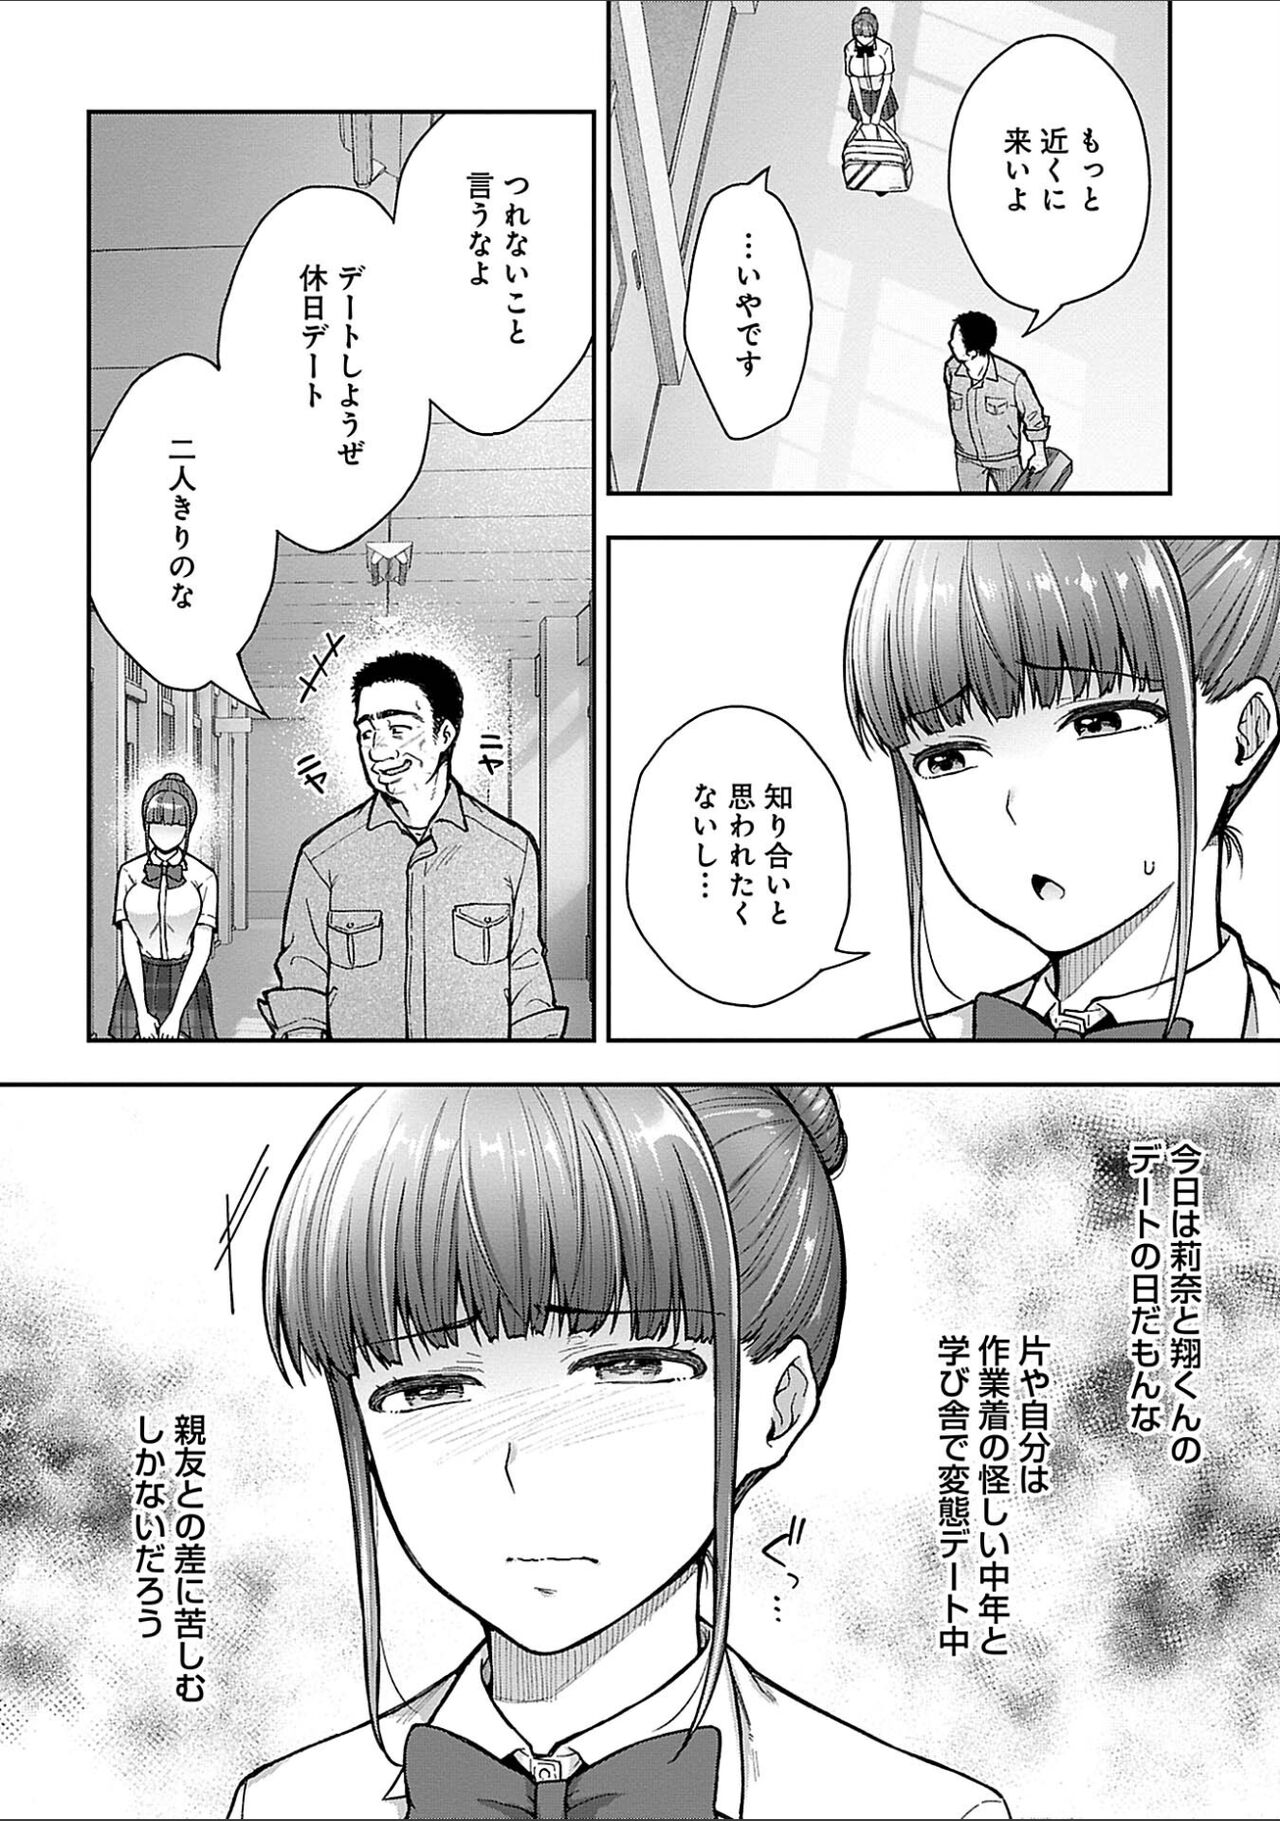 もっと
近くに
来いよ
…いやです
知り合いと
思われたく
ないし…
つれないこと
言うなよ
デートしようぜ
休日デート
二人きりのな
ニヤ
ニヤ
今日は莉奈と翔くんの
デートの日だもんな
片や自分は
作業着の怪しい中年と
学び舎で変態デート中
ぐっ…
親友との差に苦しむ
しかないだろう